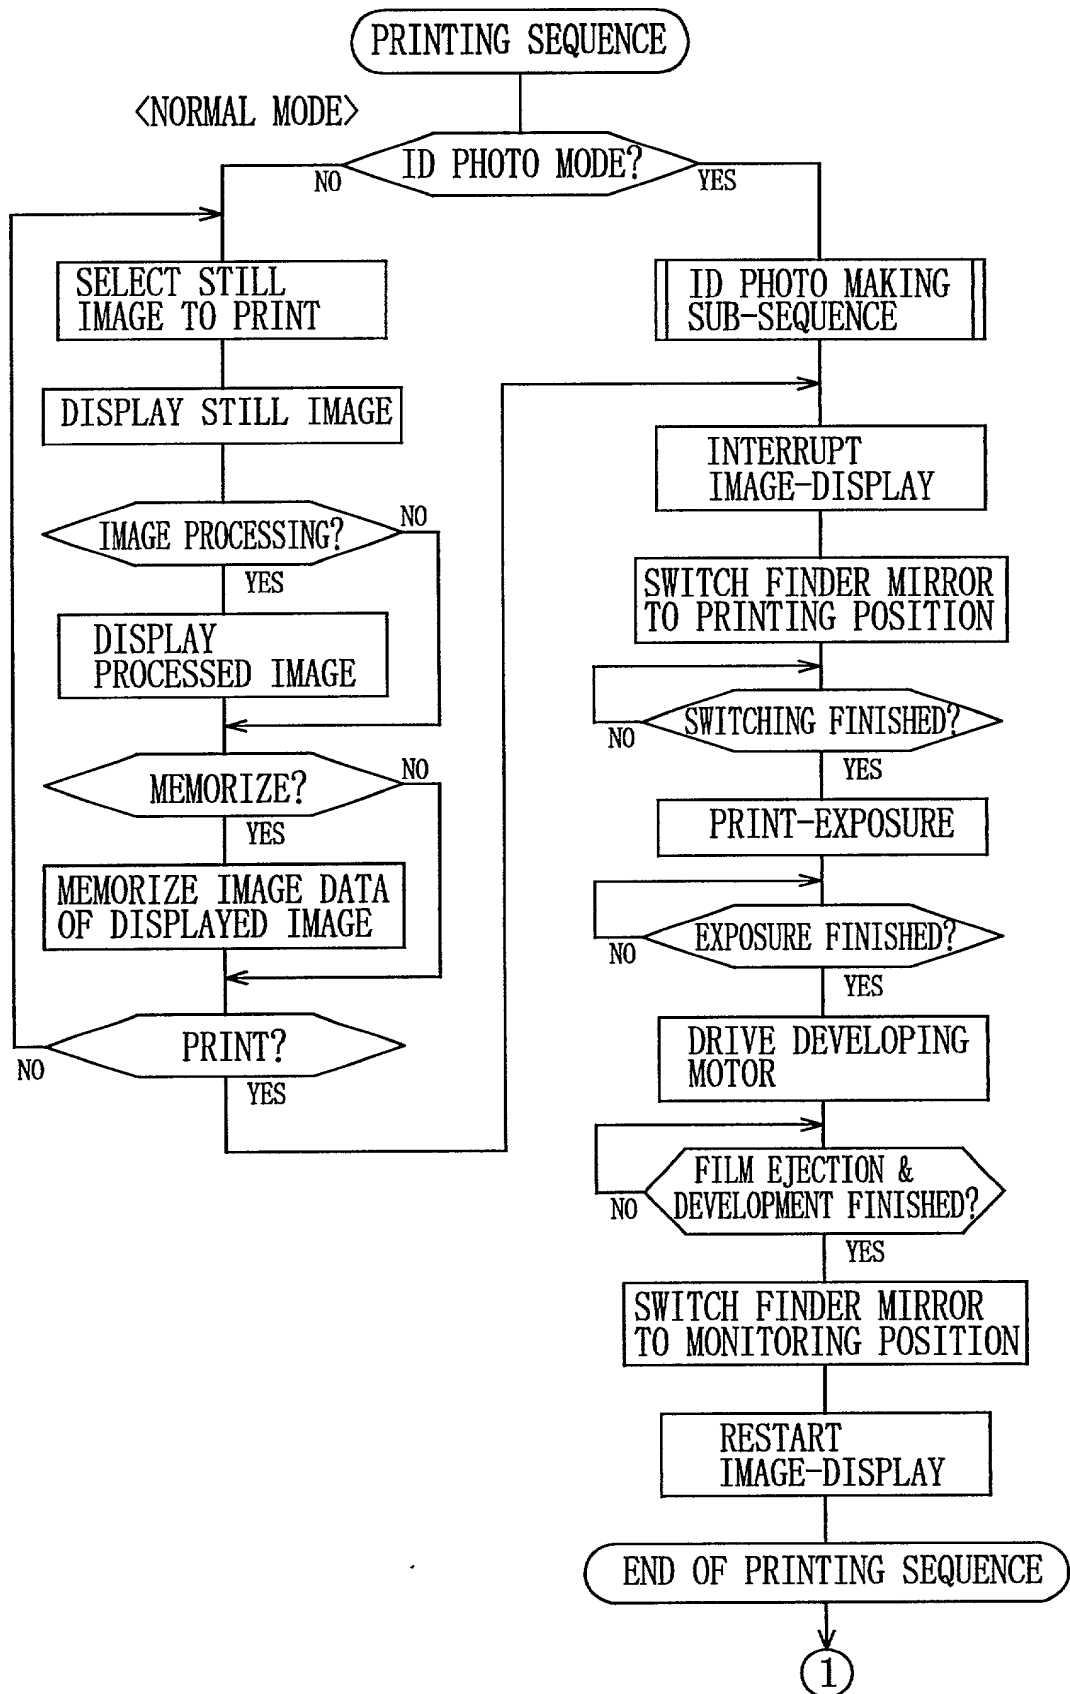 PRINTING SEQUENCE
<NORMAL MODE>
ID PHOTO MODE?
NO
YES
SELECT STILL
IMAGE TO PRINT
DISPLAY STILL IMAGE
IMAGE PROCESSING?
NO
YES
DISPLAY
PROCESSED IMAGE
MEMORIZE?
NO
YES
MEMORIZE IMAGE DATA
OF DISPLAYED IMAGE
PRINT?
NO
YES
ID PHOTO MAKING
SUB-SEQUENCE
INTERRUPT
IMAGE-DISPLAY
SWITCH FINDER MIRROR
TO PRINTING POSITION
SWITCHING FINISHED?
NO
YES
PRINT-EXPOSURE
EXPOSURE FINISHED?
NO
YES
DRIVE DEVELOPING
MOTOR
FILM EJECTION &
DEVELOPMENT FINISHED?
NO
YES
SWITCH FINDER MIRROR
TO MONITORING POSITION
RESTART
IMAGE-DISPLAY
END OF PRINTING SEQUENCE
1